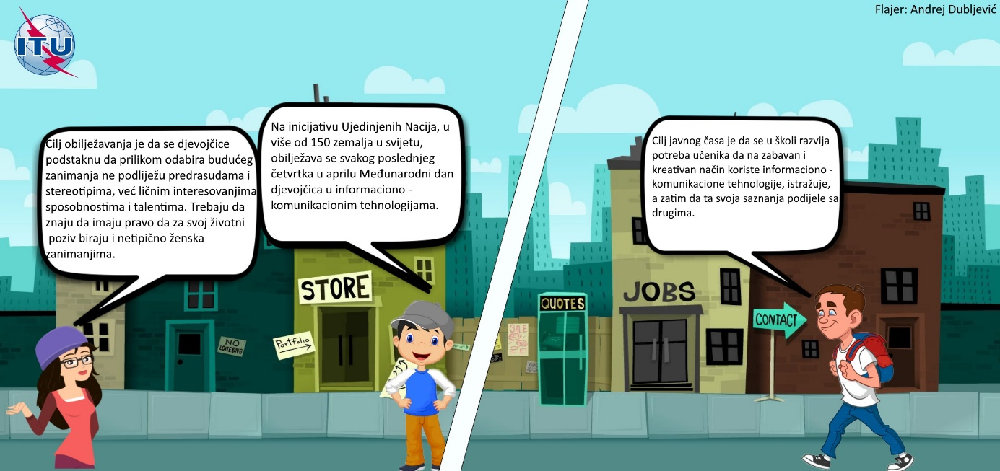 Flajer: Andrej Dubljević
ITU
Cilj obilježavanja je da se djevojčice
podstaknu da prilikom odabira budućeg
zanimanja ne podliježu predrasudama i
stereotipima, već ličnim interesovanjima
sposobnostima i talentima. Trebaju da
znaju da imaju pravo da za svoj životni
poziv biraju i netipično ženska
zanimanjima.
Na inicijativu Ujedinjenih Nacija, u
više od 150 zemalja u svijetu,
obilježava se svakog poslednjeg
četvrtka u aprilu Međunarodni dan
djevojčica u informaciono -
komunikacionim tehnologijama.
Cilj javnog časa je da se u školi razvija
potreba učenika da na zabavan i
kreativan način koriste informaciono -
komunikacione tehnologije, istražuje,
a zatim da ta svoja saznanja podijele sa
drugima.
STORE
NO
LOITERING
Portfolio
SALE
QUOTES
JOBS
CONTACT